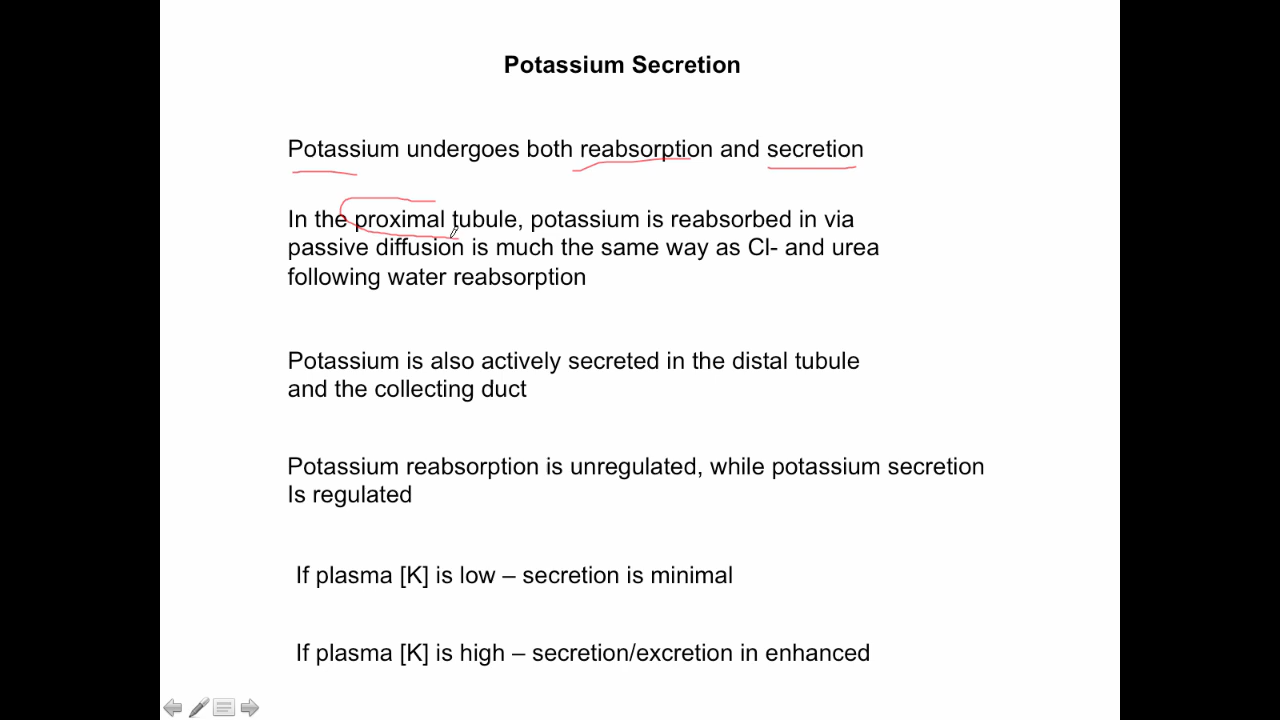 Potassium Secretion
Potassium undergoes both reabsorption and secretion
In the proximal tubule, potassium is reabsorbed in via
passive diffusion is much the same way as Cl- and urea
following water reabsorption
Potassium is also actively secreted in the distal tubule
and the collecting duct
Potassium reabsorption is unregulated, while potassium secretion
Is regulated
If plasma [K] is low – secretion is minimal
If plasma [K] is high – secretion/excretion in enhanced